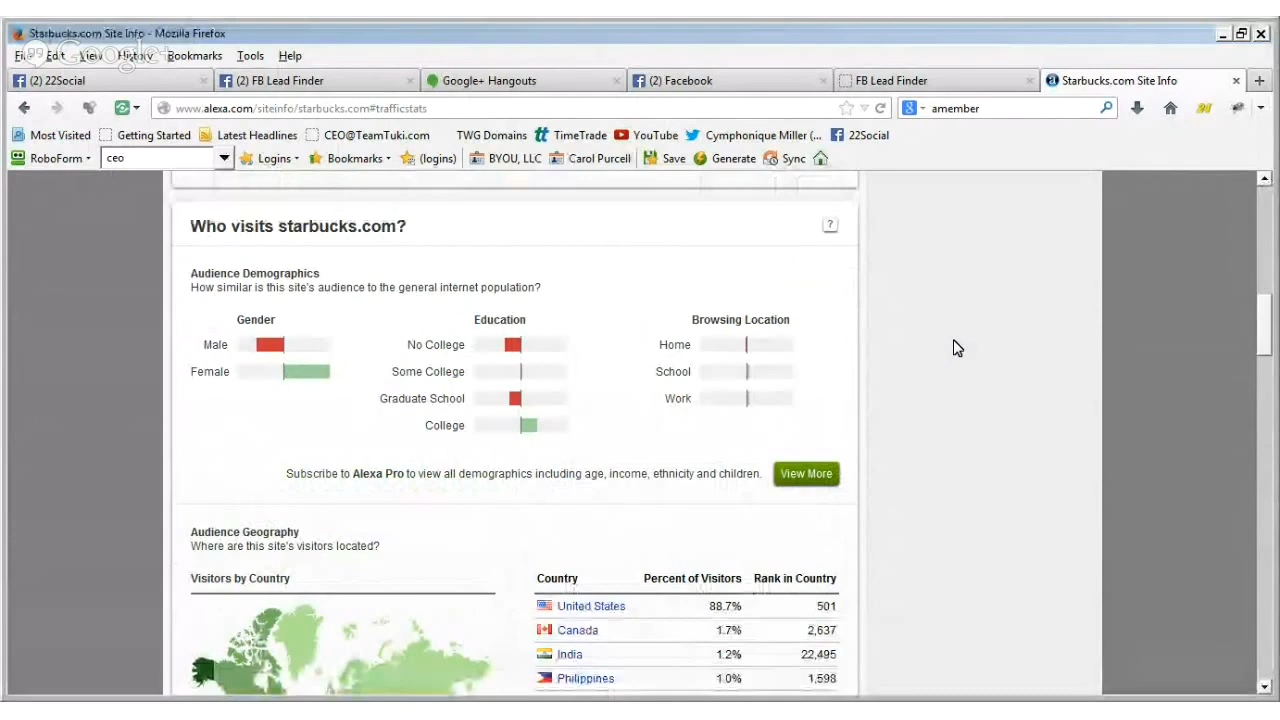 Starbucks.com Site Info - Mozilla Firefox
Google+
File Edit View History Bookmarks Tools Help
(2) 22Social (2) FB Lead Finder Google+ Hangouts (2) Facebook FB Lead Finder Starbucks.com Site Info
www.alexa.com/siteinfo/starbucks.com#trafficstats amember
Most Visited Getting Started Latest Headlines CEO@TeamTuki.com TWG Domains TimeTrade YouTube Cymphonique Miller (... 22Social
RoboForm ceo Logins Bookmarks (logins) BYOU, LLC Carol Purcell Save Generate Sync
Who visits starbucks.com? ?
Audience Demographics
How similar is this site's audience to the general internet population?
Gender Education Browsing Location
Male No College Home
Female Some College School
Graduate School Work
College
Subscribe to Alexa Pro to view all demographics including age, income, ethnicity and children. View More
Audience Geography
Where are this site's visitors located?
Visitors by Country Country Percent of Visitors Rank in Country
United States 88.7% 501
Canada 1.7% 2,637
India 1.2% 22,495
Philippines 1.0% 1,598